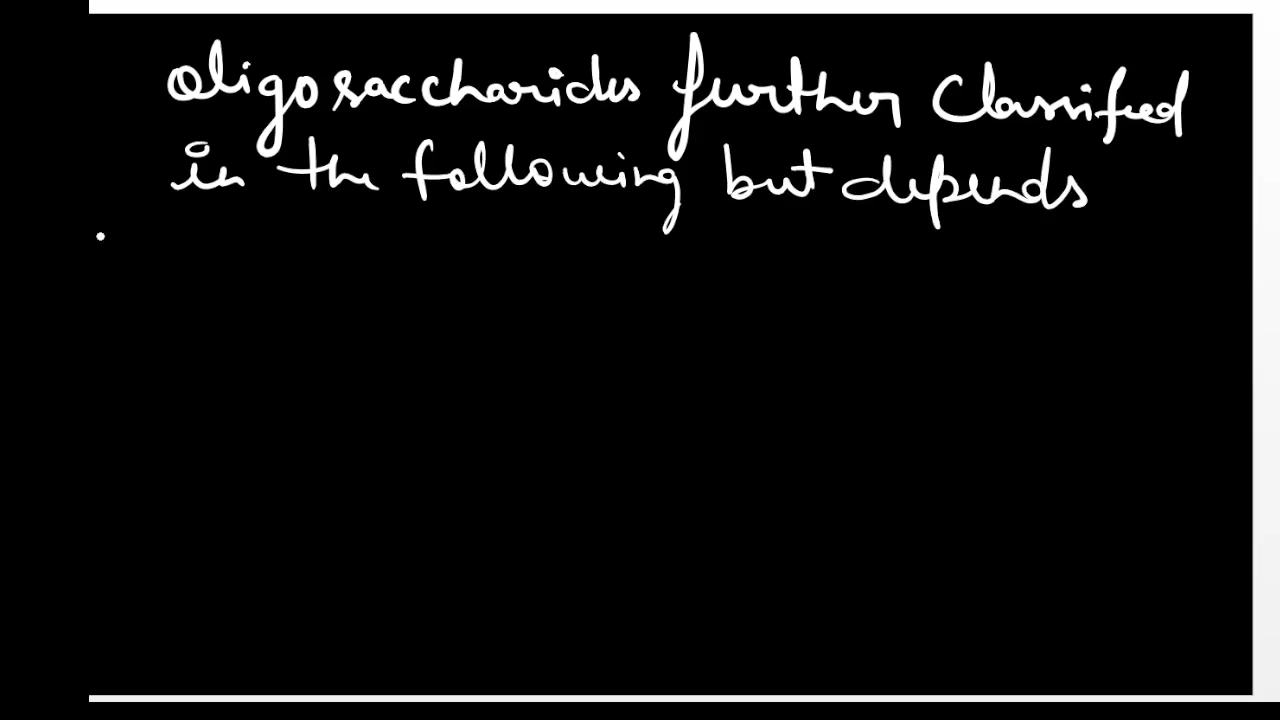 oligosaccharides further Classified
in the following but depends